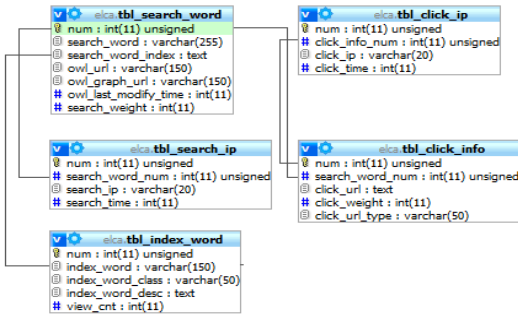 elca.tbl_search_word
num : int(11) unsigned
search_word : varchar(255)
search_word_index : text
owl_url : varchar(150)
owl_graph_url : varchar(150)
owl_last_modify_time : int(11)
search_weight : int(11)
elca.tbl_click_ip
num : int(11) unsigned
click_info_num : int(11) unsigned
click_ip : varchar(20)
click_time : int(11)
elca.tbl_search_ip
num : int(11) unsigned
search_word_num : int(11) unsigned
search_ip : varchar(20)
search_time : int(11)
elca.tbl_click_info
num : int(11) unsigned
search_word_num : int(11) unsigned
click_url : text
click_weight : int(11)
click_url_type : varchar(50)
elca.tbl_index_word
num : int(11) unsigned
index_word : varchar(150)
index_word_class : varchar(50)
index_word_desc : text
view_cnt : int(11)